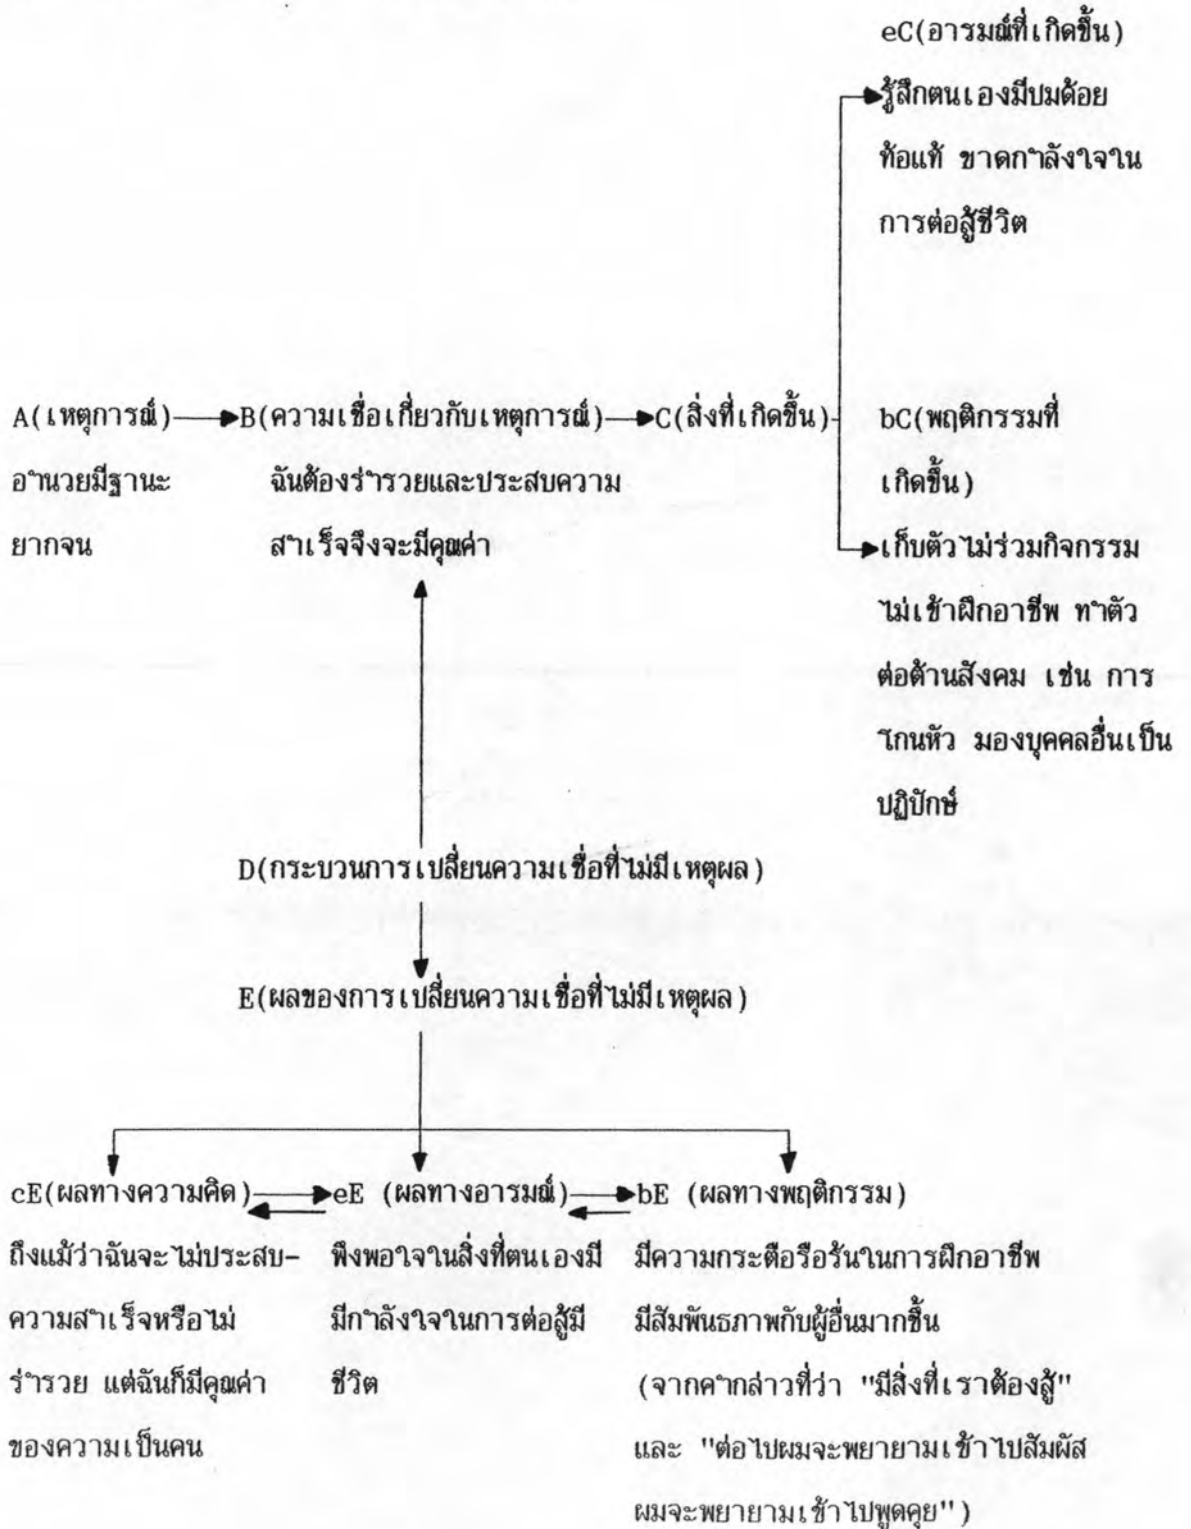 eC(อารมณ์ที่เกิดขึ้น)
รู้สึกตนเองมีปมด้อย
ท้อแท้ ขาดกำลังใจใน
การต่อสู้ชีวิต
A(เหตุการณ์)
อำนวยมีฐานะ
ยากจน
B(ความเชื่อเกี่ยวกับเหตุการณ์)
ฉันต้องร่ำรวยและประสบความ
สำเร็จจึงจะมีคุณค่า
C(สิ่งที่เกิดขึ้น)
bC(พฤติกรรมที่
เกิดขึ้น)
เก็บตัว ไม่ร่วมกิจกรรม
ไม่เข้าฝึกอาชีพ ทำตัว
ต่อต้านสังคม เช่น การ
โกนหัว มองบุคคลอื่นเป็น
ปฏิปักษ์
D(กระบวนการเปลี่ยนความเชื่อที่ไม่มีเหตุผล)
E(ผลของการเปลี่ยนความเชื่อที่ไม่มีเหตุผล)
cE(ผลทางความคิด)
ถึงแม้ว่าฉันจะไม่ประสบ-
ความสำเร็จหรือไม่
ร่ำรวย แต่ฉันก็มีคุณค่า
ของความเป็นคน
eE (ผลทางอารมณ์)
พึงพอใจในสิ่งที่ตนเองมี
มีกำลังใจในการต่อสู้มี
ชีวิต
bE (ผลทางพฤติกรรม)
มีความกระตือรือร้นในการฝึกอาชีพ
มีสัมพันธภาพกับผู้อื่นมากขึ้น
(จากคำกล่าวที่ว่า "มีสิ่งที่เราต้องสู้"
และ "ต่อไปผมจะพยายามเข้าไปสัมผัส
ผมจะพยายามเข้าไปพูดคุย")